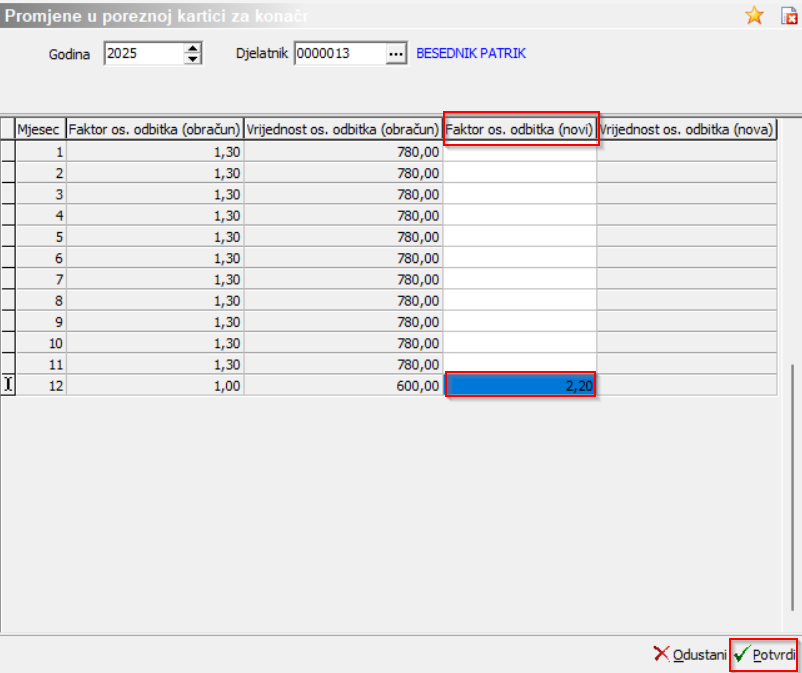 Promjene u poreznoj kartici za konačr
Godina 2025 Djelatnik 0000013 ... BESEDNIK PATRIK
Mjesec Faktor os. odbitka (obračun) Vrijednost os. odbitka (obračun) Faktor os. odbitka (novi) Vrijednost os. odbitka (nova)
1 1,30 780,00
2 1,30 780,00
3 1,30 780,00
4 1,30 780,00
5 1,30 780,00
6 1,30 780,00
7 1,30 780,00
8 1,30 780,00
9 1,30 780,00
10 1,30 780,00
11 1,30 780,00
12 1,00 600,00 2,20
Odustani Potvrdi